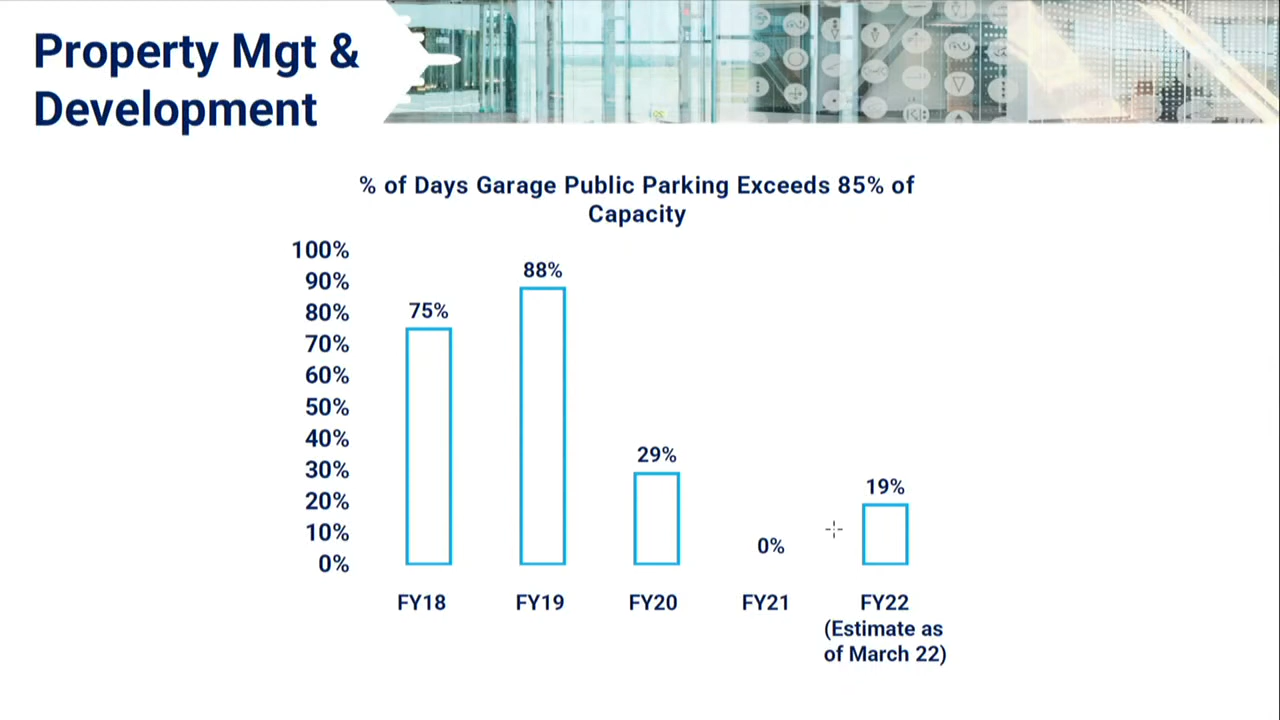 Property Mgt &
Development
% of Days Garage Public Parking Exceeds 85% of
Capacity
100%
90%
80%
70%
60%
50%
40%
30%
20%
10%
0%
75%
88%
29%
0%
19%
FY18
FY19
FY20
FY21
FY22
(Estimate as
of March 22)